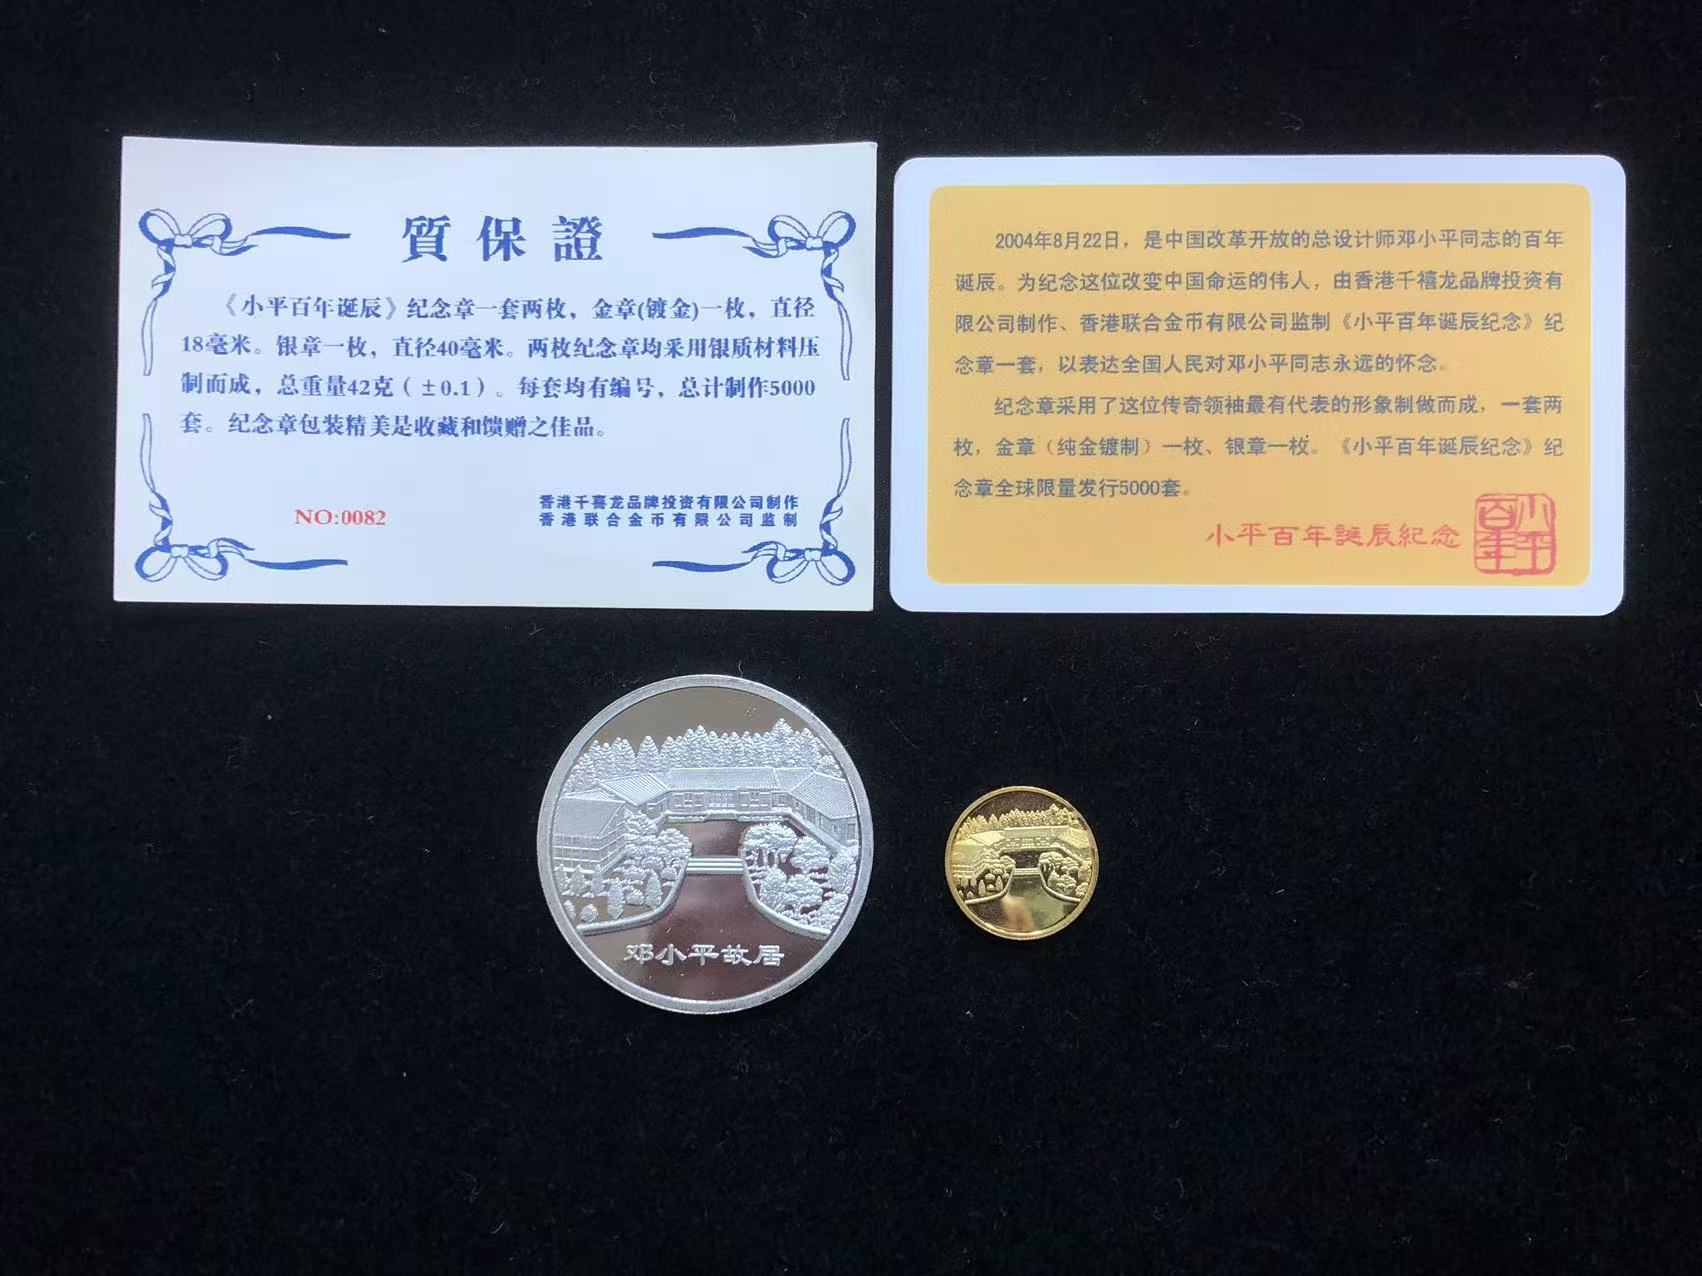 質保證
《小平百年诞辰》纪念章一套两枚，金章(镀金)一枚，直径
18毫米。银章一枚，直径40毫米。两枚纪念章均采用银质材料压
制而成，总重量42克（±0.1）。每套均有编号，总计制作5000
套。纪念章包装精美是收藏和馈赠之佳品。
NO:0082
香港千喜龙品牌投资有限公司制作
香港联合金币有限公司监制
2004年8月22日，是中国改革开放的总设计师邓小平同志的百年
诞辰。为纪念这位改变中国命运的伟人，由香港千禧龙品牌投资有
限公司制作、香港联合金币有限公司监制《小平百年诞辰纪念》纪
念章一套，以表达全国人民对邓小平同志永远的怀念。
纪念章采用了这位传奇领袖最有代表的形象制做而成，一套两
枚，金章（纯金镀制）一枚、银章一枚。《小平百年诞辰纪念》纪
念章全球限量发行5000套。
小平百年誕辰紀念
小平
百年
邓小平故居